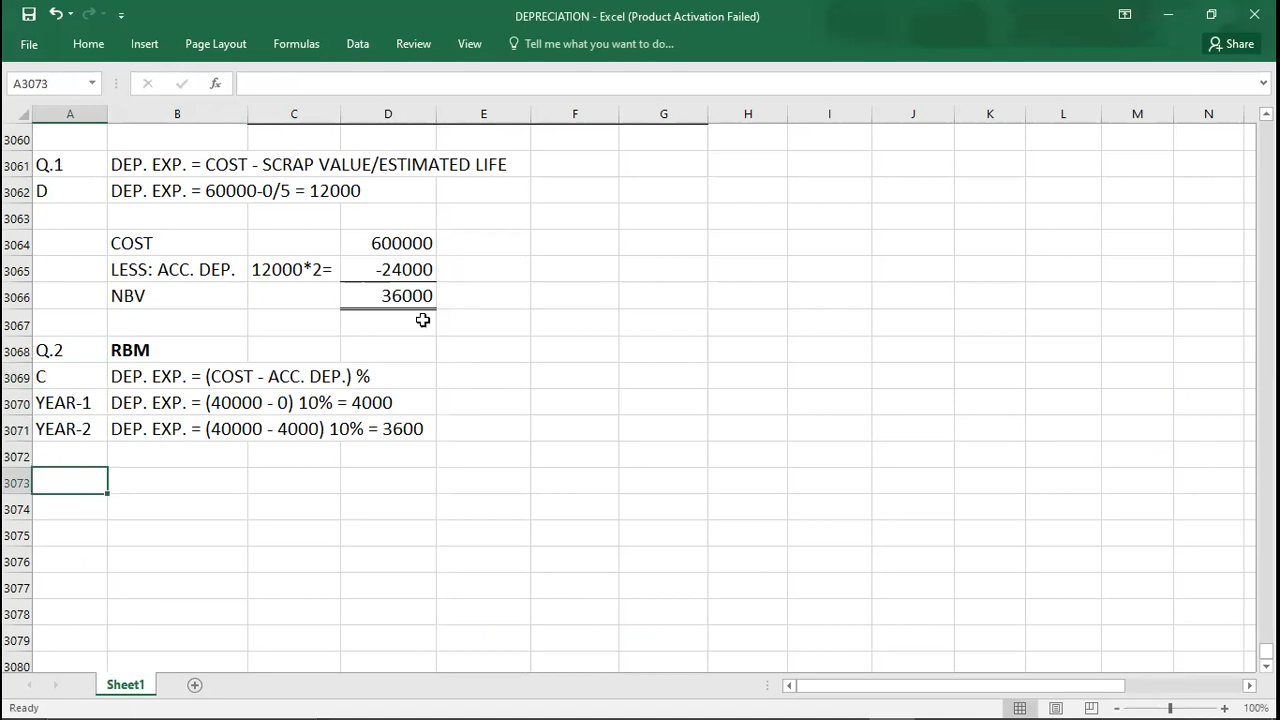 DEPRECIATION - Excel (Product Activation Failed)
File Home Insert Page Layout Formulas Data Review View Tell me what you want to do... Share
A3073 fx
A B C D E F G H I J K L M N
3060
3061 Q.1 DEP. EXP. = COST - SCRAP VALUE/ESTIMATED LIFE
3062 D DEP. EXP. = 60000-0/5 = 12000
3063
3064 COST 600000
3065 LESS: ACC. DEP. 12000*2= -24000
3066 NBV 36000
3067
3068 Q.2 RBM
3069 C DEP. EXP. = (COST - ACC. DEP.) %
3070 YEAR-1 DEP. EXP. = (40000 - 0) 10% = 4000
3071 YEAR-2 DEP. EXP. = (40000 - 4000) 10% = 3600
3072
3073
3074
3075
3076
3077
3078
3079
3080
Sheet1
Ready 100%